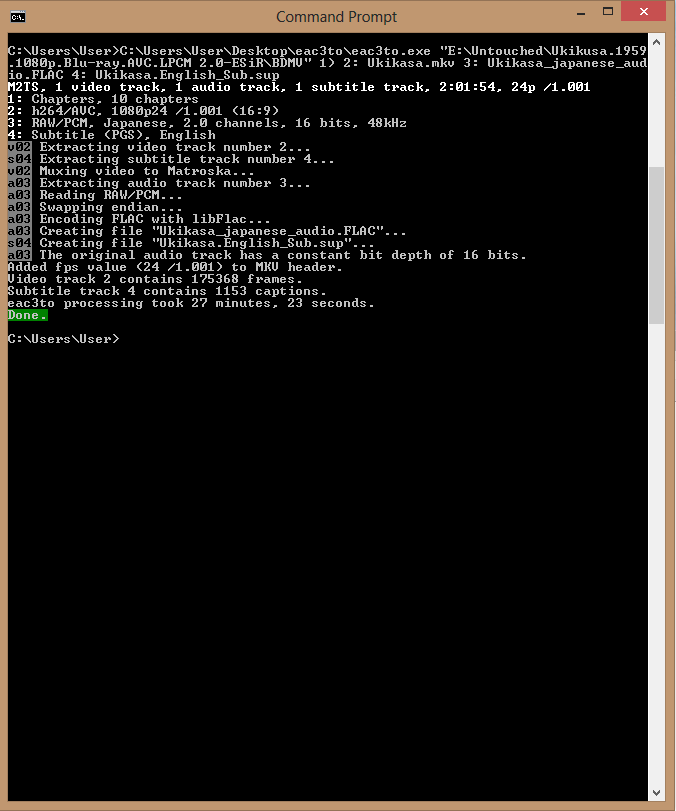 Command Prompt
C:\Users\User>C:\Users\User\Desktop\eac3to\eac3to.exe "E:\Untouched\Ukikusa.1959
.1080p.Blu-ray.AVC.LPCM 2.0-ESiR\BDMV" 1) 2: Ukikasa.mkv 3: Ukikasa_japanese_aud
io.FLAC 4: Ukikasa.English_Sub.sup
M2TS, 1 video track, 1 audio track, 1 subtitle track, 2:01:54, 24p /1.001
1: Chapters, 10 chapters
2: h264/AVC, 1080p24 /1.001 (16:9)
3: RAW/PCM, Japanese, 2.0 channels, 16 bits, 48kHz
4: Subtitle (PGS), English
v02 Extracting video track number 2...
s04 Extracting subtitle track number 4...
v02 Muxing video to Matroska...
a03 Extracting audio track number 3...
a03 Reading RAW/PCM...
a03 Swapping endian...
a03 Encoding FLAC with libFlac...
a03 Creating file "Ukikasa_japanese_audio.FLAC"...
s04 Creating file "Ukikasa.English_Sub.sup"...
a03 The original audio track has a constant bit depth of 16 bits.
Added fps value (24 /1.001) to MKV header.
Video track 2 contains 175368 frames.
Subtitle track 4 contains 1153 captions.
eac3to processing took 27 minutes, 23 seconds.
Done.
C:\Users\User>